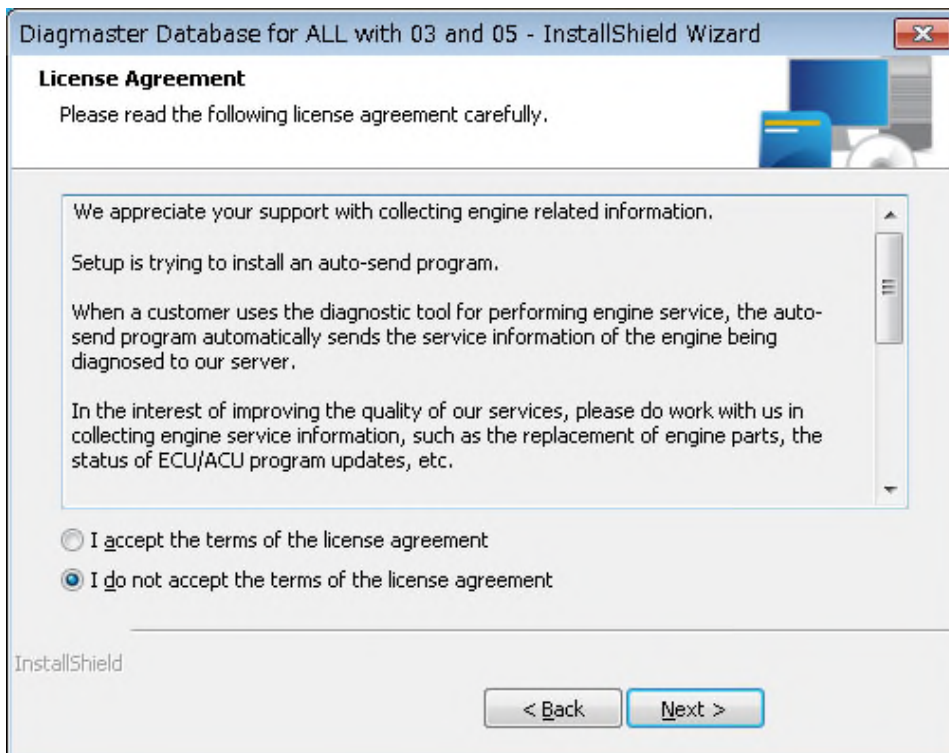 Diagmaster Database for ALL with 03 and 05 - InstallShield Wizard
License Agreement
Please read the following license agreement carefully.
We appreciate your support with collecting engine related information.
Setup is trying to install an auto-send program.
When a customer uses the diagnostic tool for performing engine service, the auto-
send program automatically sends the service information of the engine being
diagnosed to our server.
In the interest of improving the quality of our services, please do work with us in
collecting engine service information, such as the replacement of engine parts, the
status of ECU/ACU program updates, etc.
I accept the terms of the license agreement
I do not accept the terms of the license agreement
InstallShield
< Back
Next >